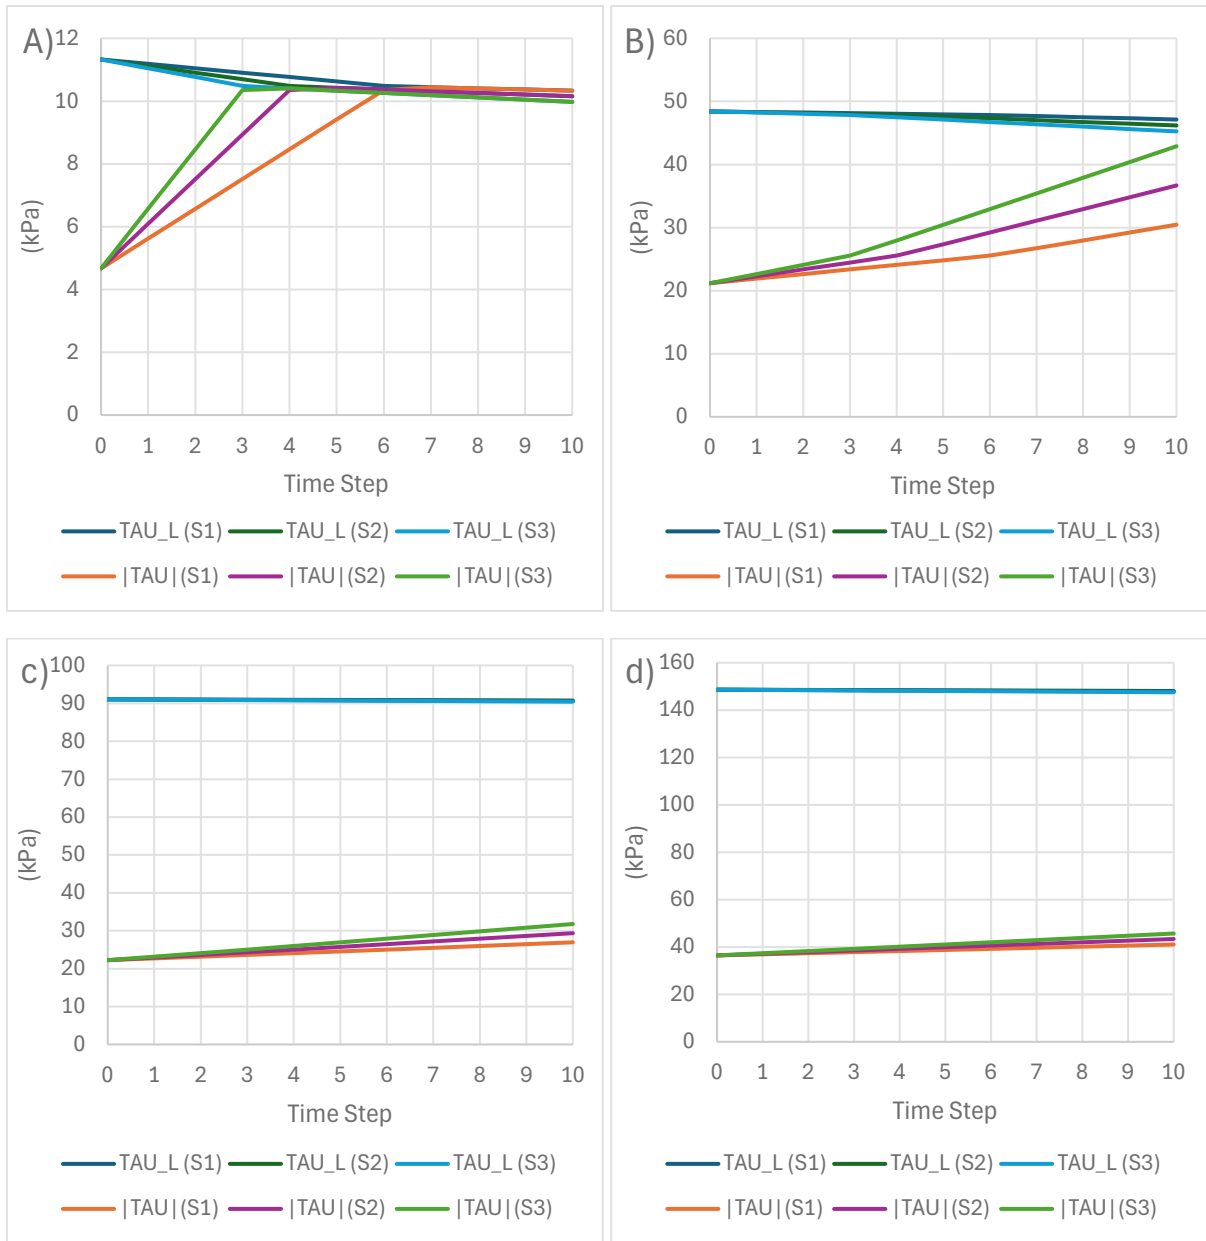 A)
12
10
8
6
4
2
0
(kPa)
0 1 2 3 4 5 6 7 8 9 10
Time Step
TAU_L (S1) TAU_L (S2) TAU_L (S3)
|TAU|(S1) |TAU|(S2) |TAU|(S3)
B)
60
50
40
30
20
10
0
(kPa)
0 1 2 3 4 5 6 7 8 9 10
Time Step
TAU_L (S1) TAU_L (S2) TAU_L (S3)
|TAU|(S1) |TAU|(S2) |TAU|(S3)
c)
100
90
80
70
60
50
40
30
20
10
0
(kPa)
0 1 2 3 4 5 6 7 8 9 10
Time Step
TAU_L (S1) TAU_L (S2) TAU_L (S3)
|TAU|(S1) |TAU|(S2) |TAU|(S3)
d)
160
140
120
100
80
60
40
20
0
(kPa)
0 1 2 3 4 5 6 7 8 9 10
Time Step
TAU_L (S1) TAU_L (S2) TAU_L (S3)
|TAU|(S1) |TAU|(S2) |TAU|(S3)